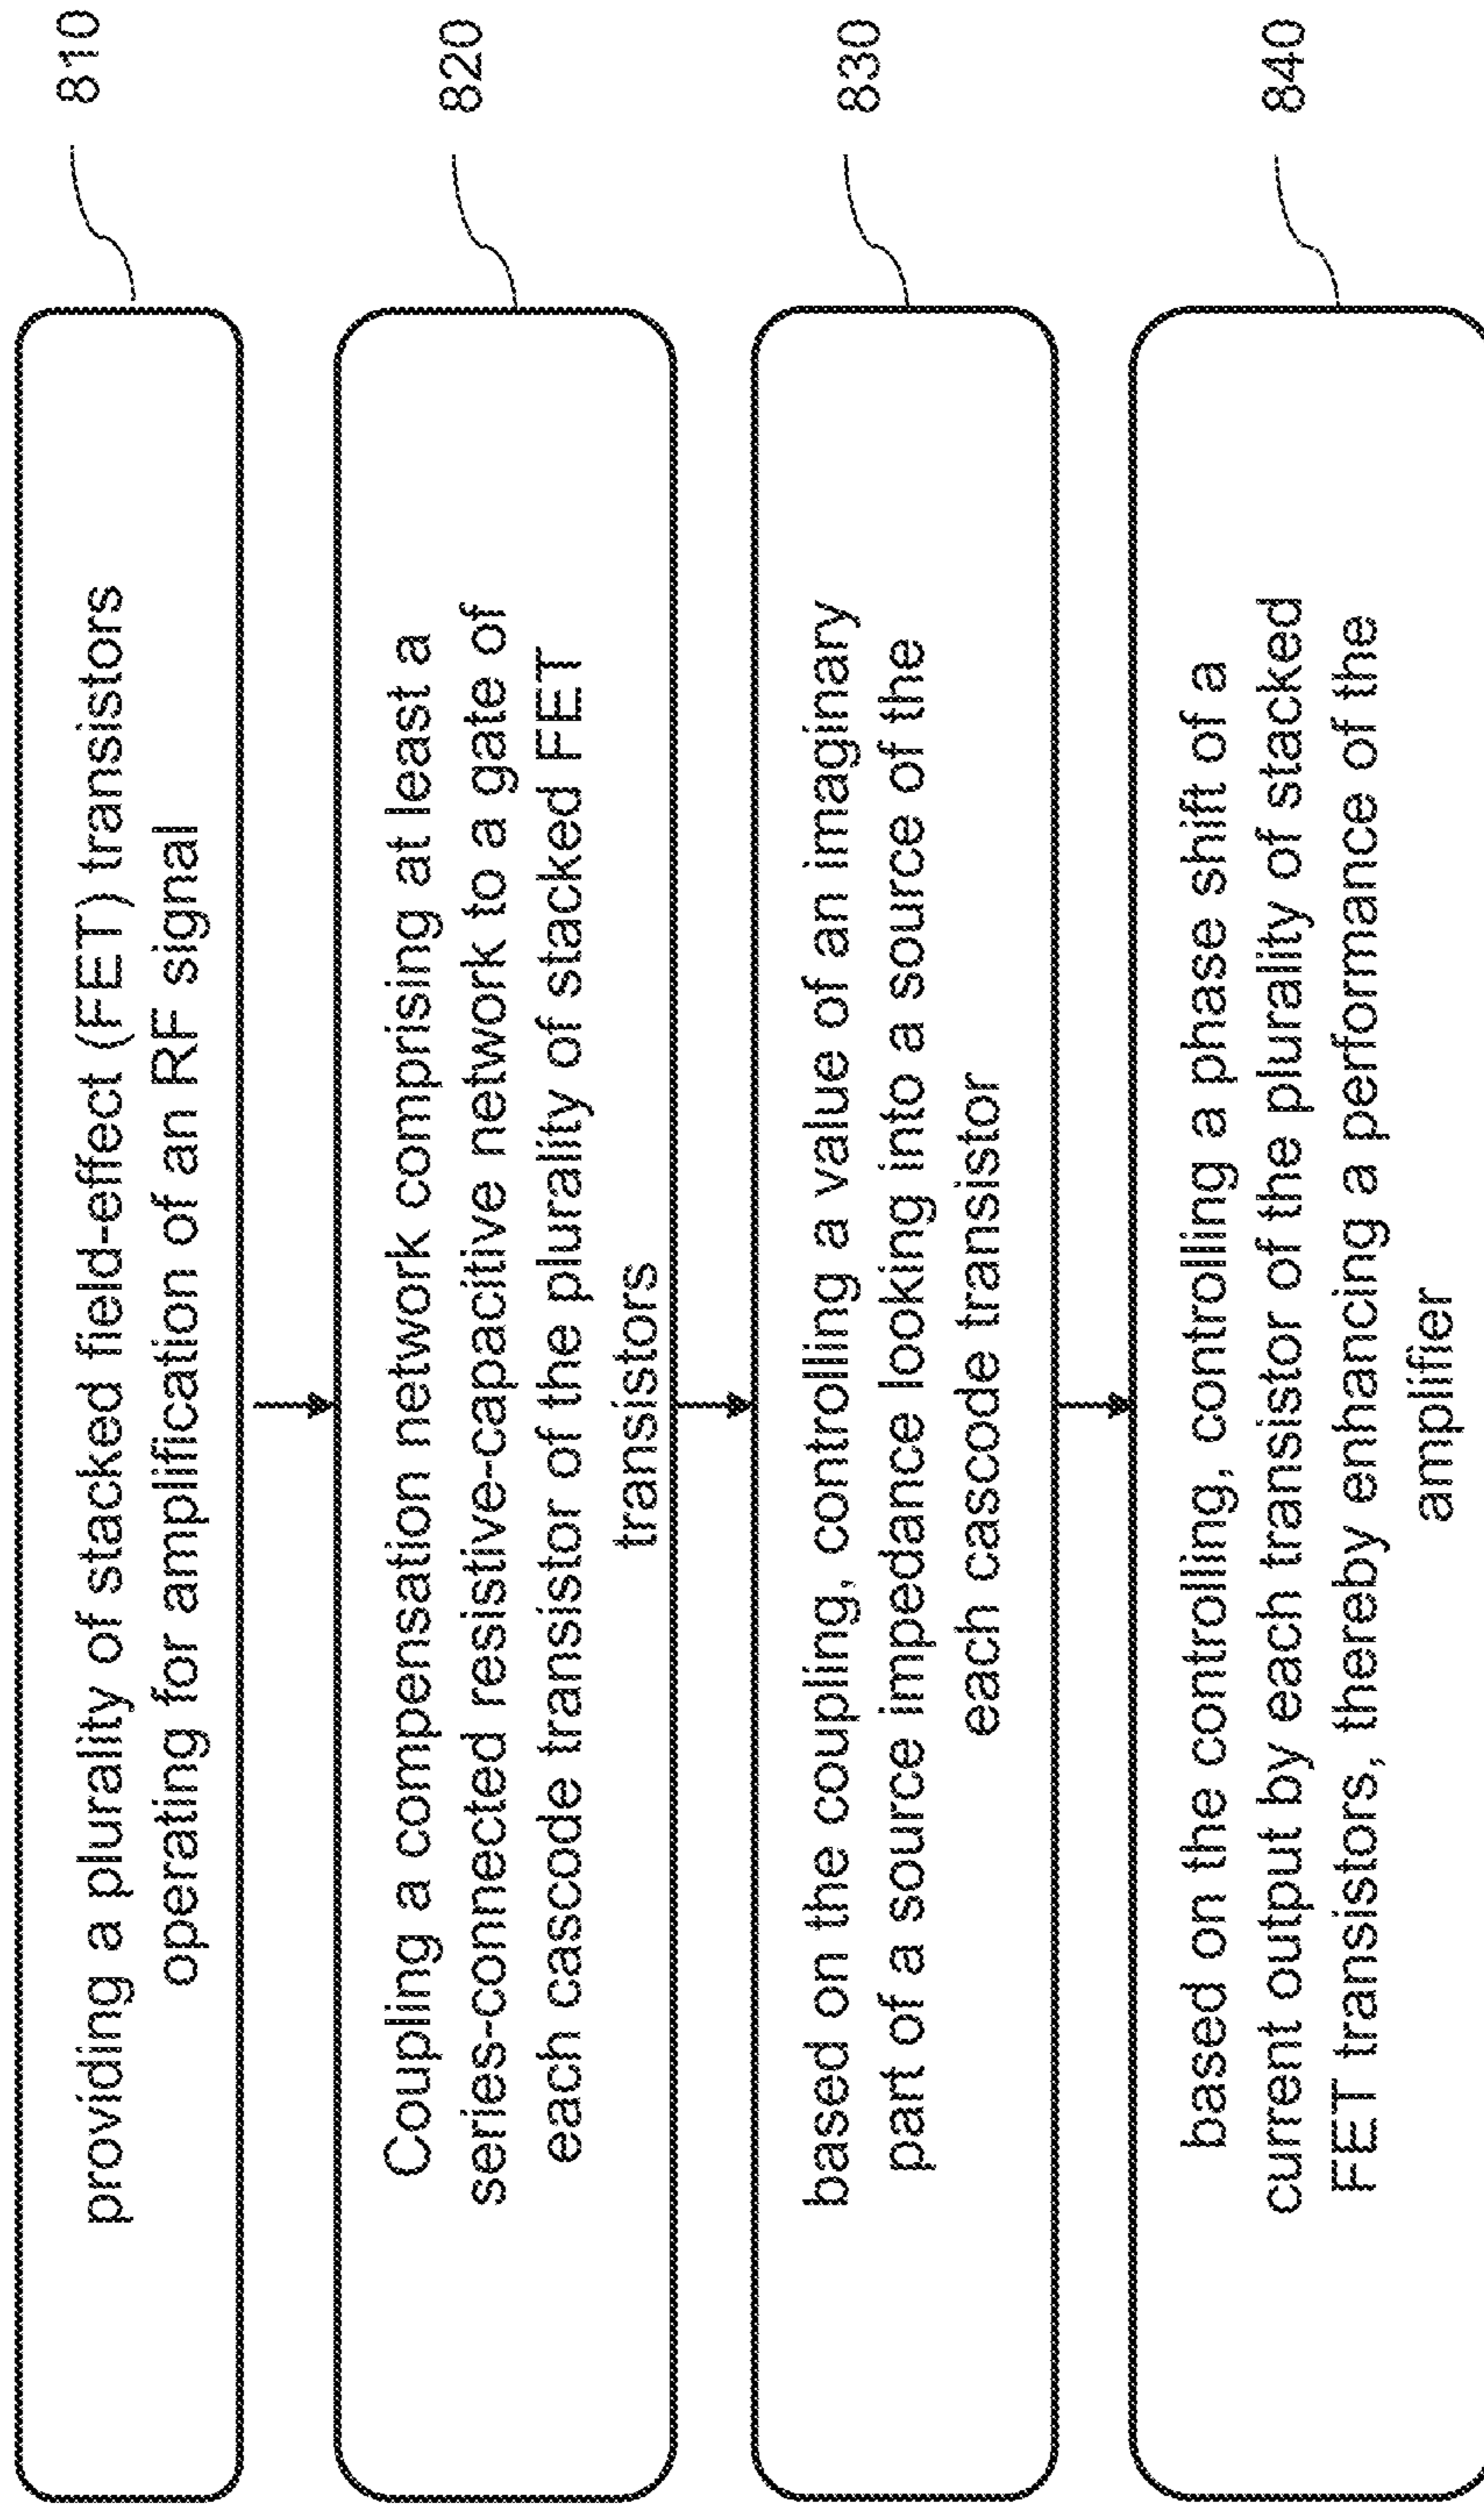 providing a plurality of stacked field-effect (FET) transistors
operating for amplification of an RF signal
810
Coupling a compensation network comprising at least a
series-connected resistive-capacitive network to a gate of
each cascode transistor of the plurality of stacked FET
transistors
820
based on the coupling, controlling a value of an imaginary
part of a source impedance looking into a source of the
each cascode transistor
830
based on the controlling, controlling a phase shift of a
current output by each transistor of the plurality of stacked
FET transistors, thereby enhancing a performance of the
amplifier
840